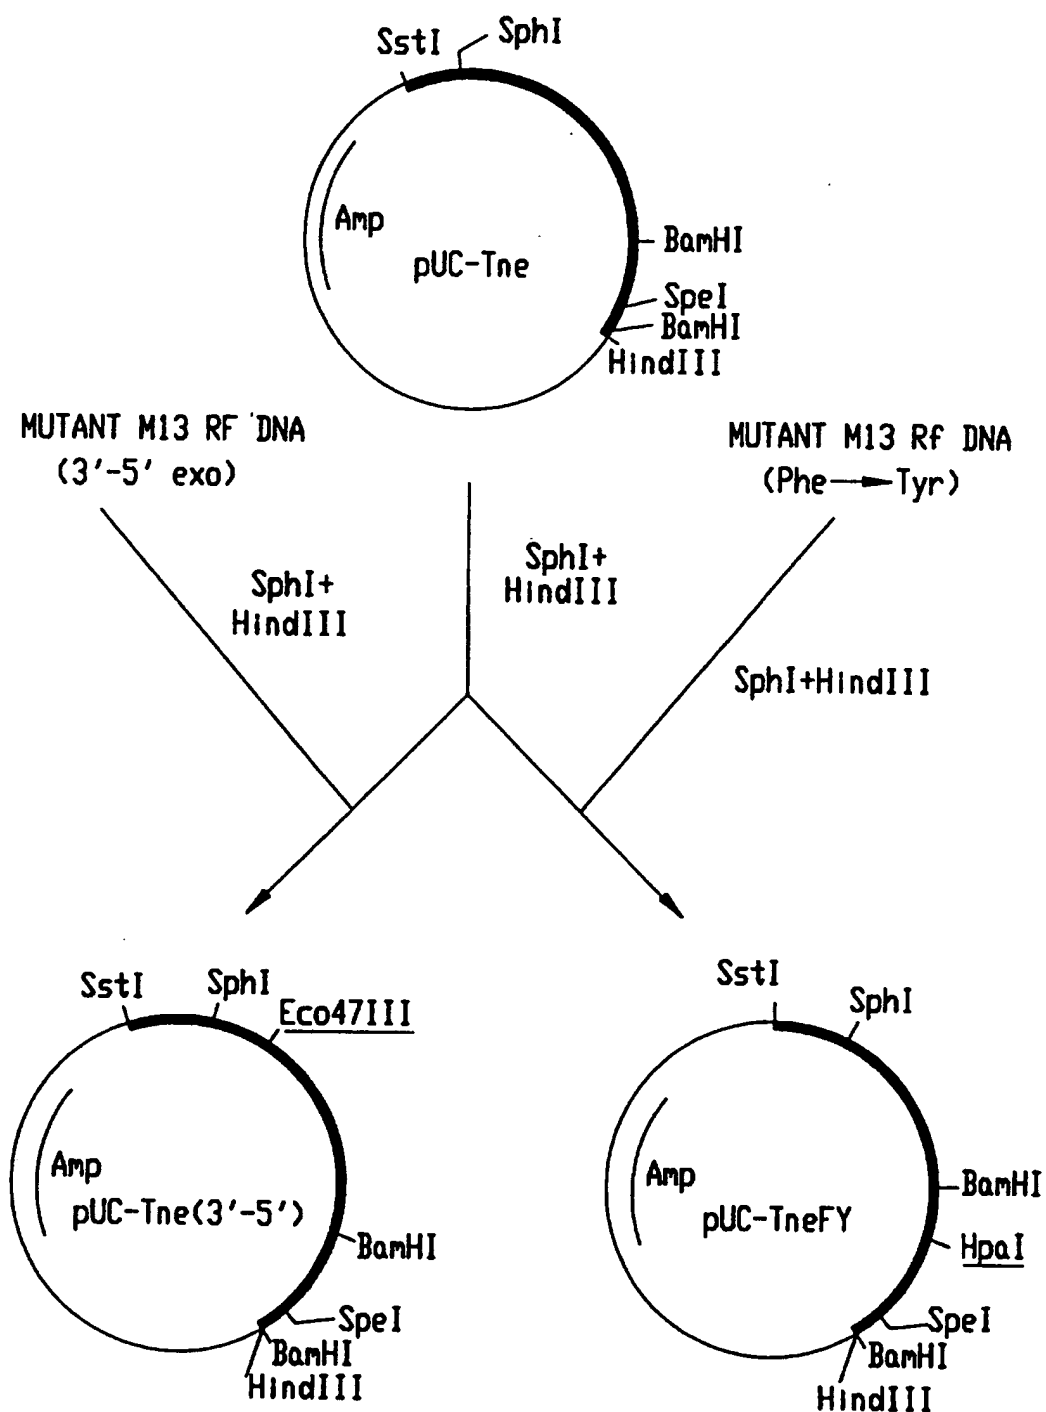 SstI
SphI
Amp
pUC-Tne
BamHI
SpeI
BamHI
HindIII
MUTANT M13 RF DNA
(3'-5' exo)
MUTANT M13 Rf DNA
(Phe→Tyr)
SphI+
HindIII
SphI+
HindIII
SphI+HindIII
SstI
SphI
Eco47III
Amp
pUC-Tne(3'-5')
BamHI
SpeI
BamHI
HindIII
SstI
SphI
Amp
pUC-TneFY
BamHI
HpaI
SpeI
BamHI
HindIII